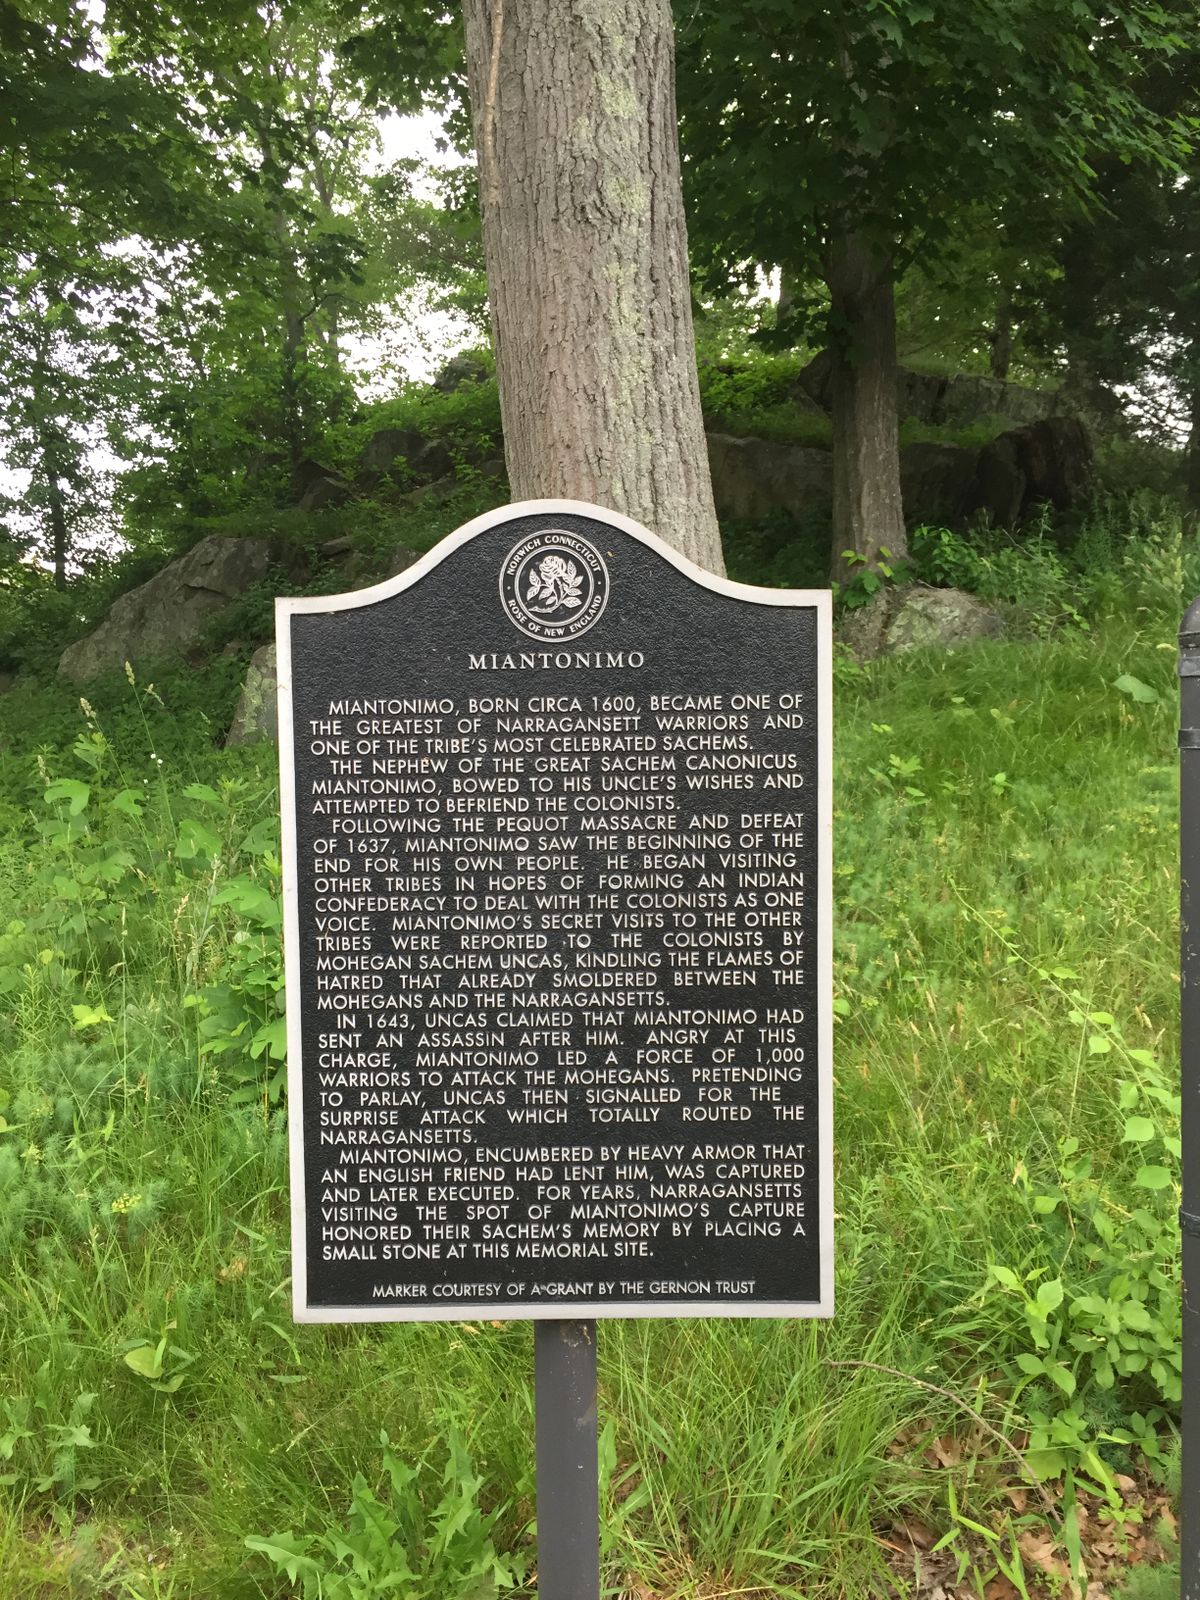 NORWICH CONNECTICUT
ROSE OF NEW ENGLAND
MIANTONIMO
MIANTONIMO, BORN CIRCA 1600, BECAME ONE OF
THE GREATEST OF NARRAGANSETT WARRIORS AND
ONE OF THE TRIBE'S MOST CELEBRATED SACHEMS.
THE NEPHEW OF THE GREAT SACHEM CANONICUS
MIANTONIMO, BOWED TO HIS UNCLE'S WISHES AND
ATTEMPTED TO BEFRIEND THE COLONISTS.
FOLLOWING THE PEQUOT MASSACRE AND DEFEAT
OF 1637, MIANTONIMO SAW THE BEGINNING OF THE
END FOR HIS OWN PEOPLE. HE BEGAN VISITING
OTHER TRIBES IN HOPES OF FORMING AN INDIAN
CONFEDERACY TO DEAL WITH THE COLONISTS AS ONE
VOICE. MIANTONIMO'S SECRET VISITS TO THE OTHER
TRIBES WERE REPORTED TO THE COLONISTS BY
MOHEGAN SACHEM UNCAS, KINDLING THE FLAMES OF
HATRED THAT ALREADY SMOLDERED BETWEEN THE
MOHEGANS AND THE NARRAGANSETTS.
IN 1643, UNCAS CLAIMED THAT MIANTONIMO HAD
SENT AN ASSASSIN AFTER HIM. ANGRY AT THIS
CHARGE, MIANTONIMO LED A FORCE OF 1,000
WARRIORS TO ATTACK THE MOHEGANS. PRETENDING
TO PARLAY, UNCAS THEN SIGNALLED FOR THE
SURPRISE ATTACK WHICH TOTALLY ROUTED THE
NARRAGANSETTS.
MIANTONIMO, ENCUMBERED BY HEAVY ARMOR THAT
AN ENGLISH FRIEND HAD LENT HIM, WAS CAPTURED
AND LATER EXECUTED. FOR YEARS, NARRAGANSETTS
VISITING THE SPOT OF MIANTONIMO'S CAPTURE
HONORED THEIR SACHEM'S MEMORY BY PLACING A
SMALL STONE AT THIS MEMORIAL SITE.
MARKER COURTESY OF A GRANT BY THE GERNON TRUST